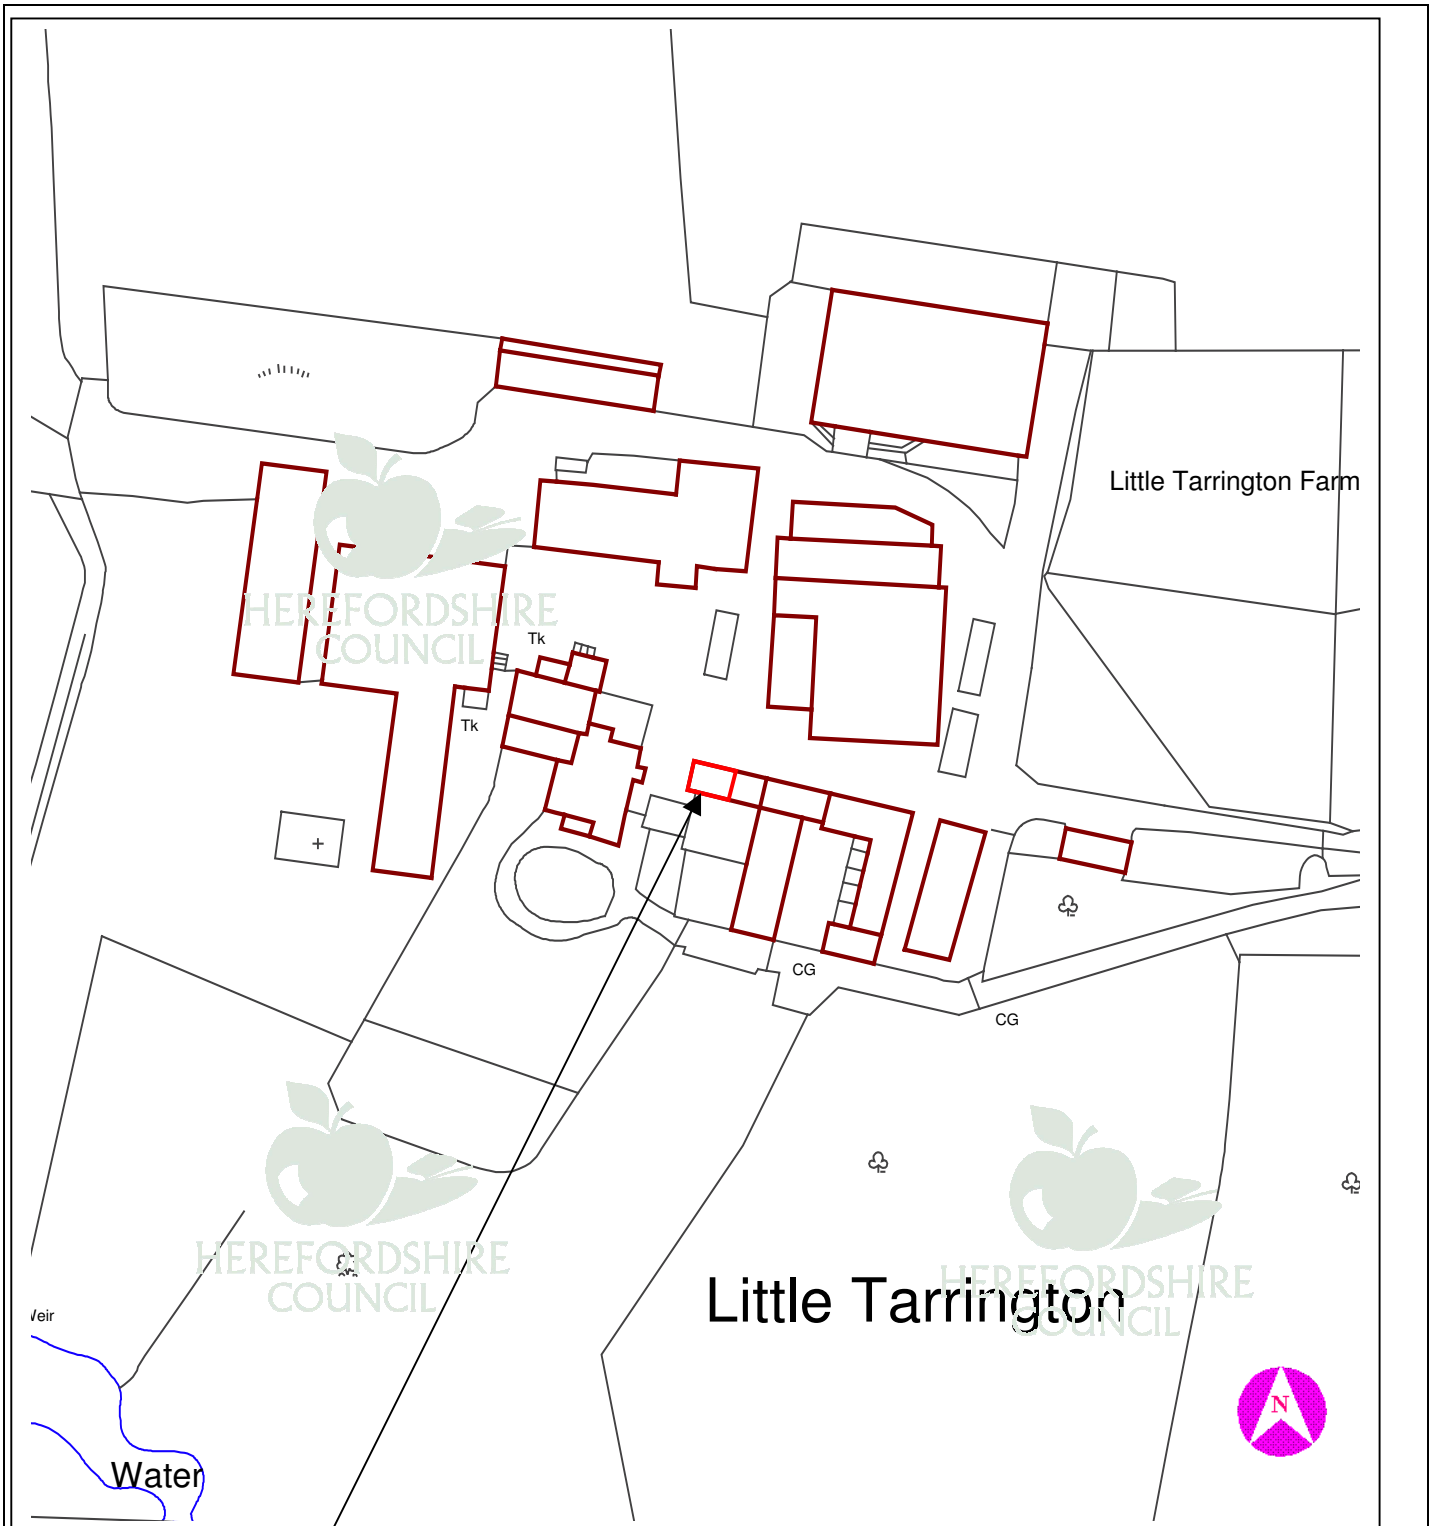 Little Tarrington Farm
HEREFORDSHIRE
COUNCIL
Tk
Tk
CG
CG
HEREFORDSHIRE
COUNCIL
HEREFORDSHIRE
COUNCIL
Little Tarrington
N
Water